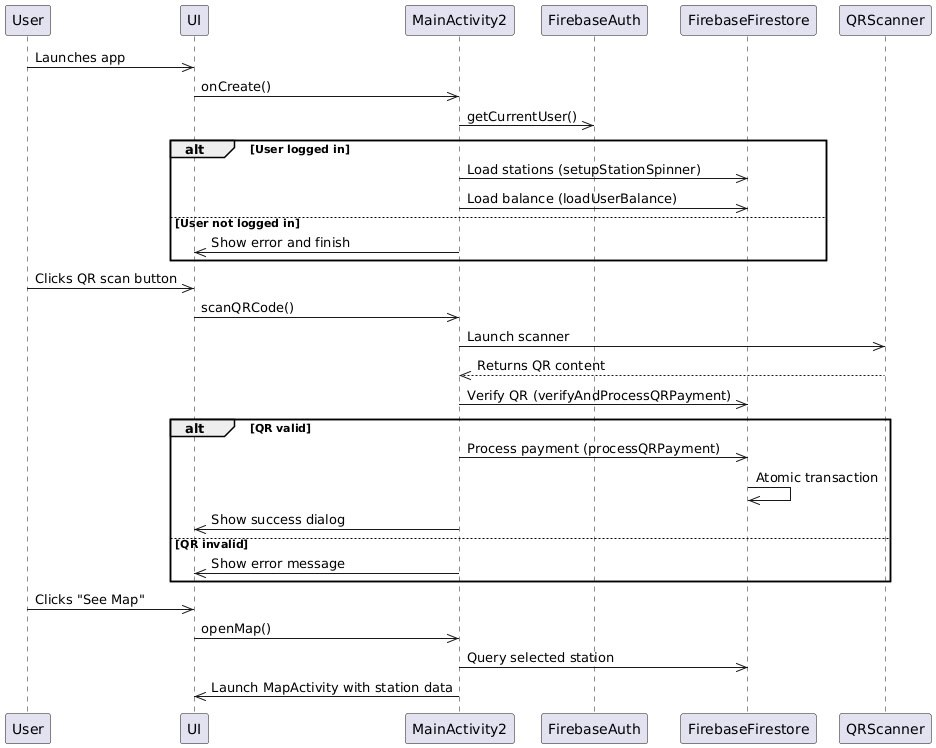 User UI MainActivity2 FirebaseAuth FirebaseFirestore QRScanner
Launches app
onCreate()
getCurrentUser()
alt [User logged in]
Load stations (setupStationSpinner)
Load balance (loadUserBalance)
[User not logged in]
Show error and finish
Clicks QR scan button
scanQRCode()
Launch scanner
Returns QR content
Verify QR (verifyAndProcessQRPayment)
alt [QR valid]
Process payment (processQRPayment)
Atomic transaction
Show success dialog
[QR invalid]
Show error message
Clicks "See Map"
openMap()
Query selected station
Launch MapActivity with station data
User UI MainActivity2 FirebaseAuth FirebaseFirestore QRScanner